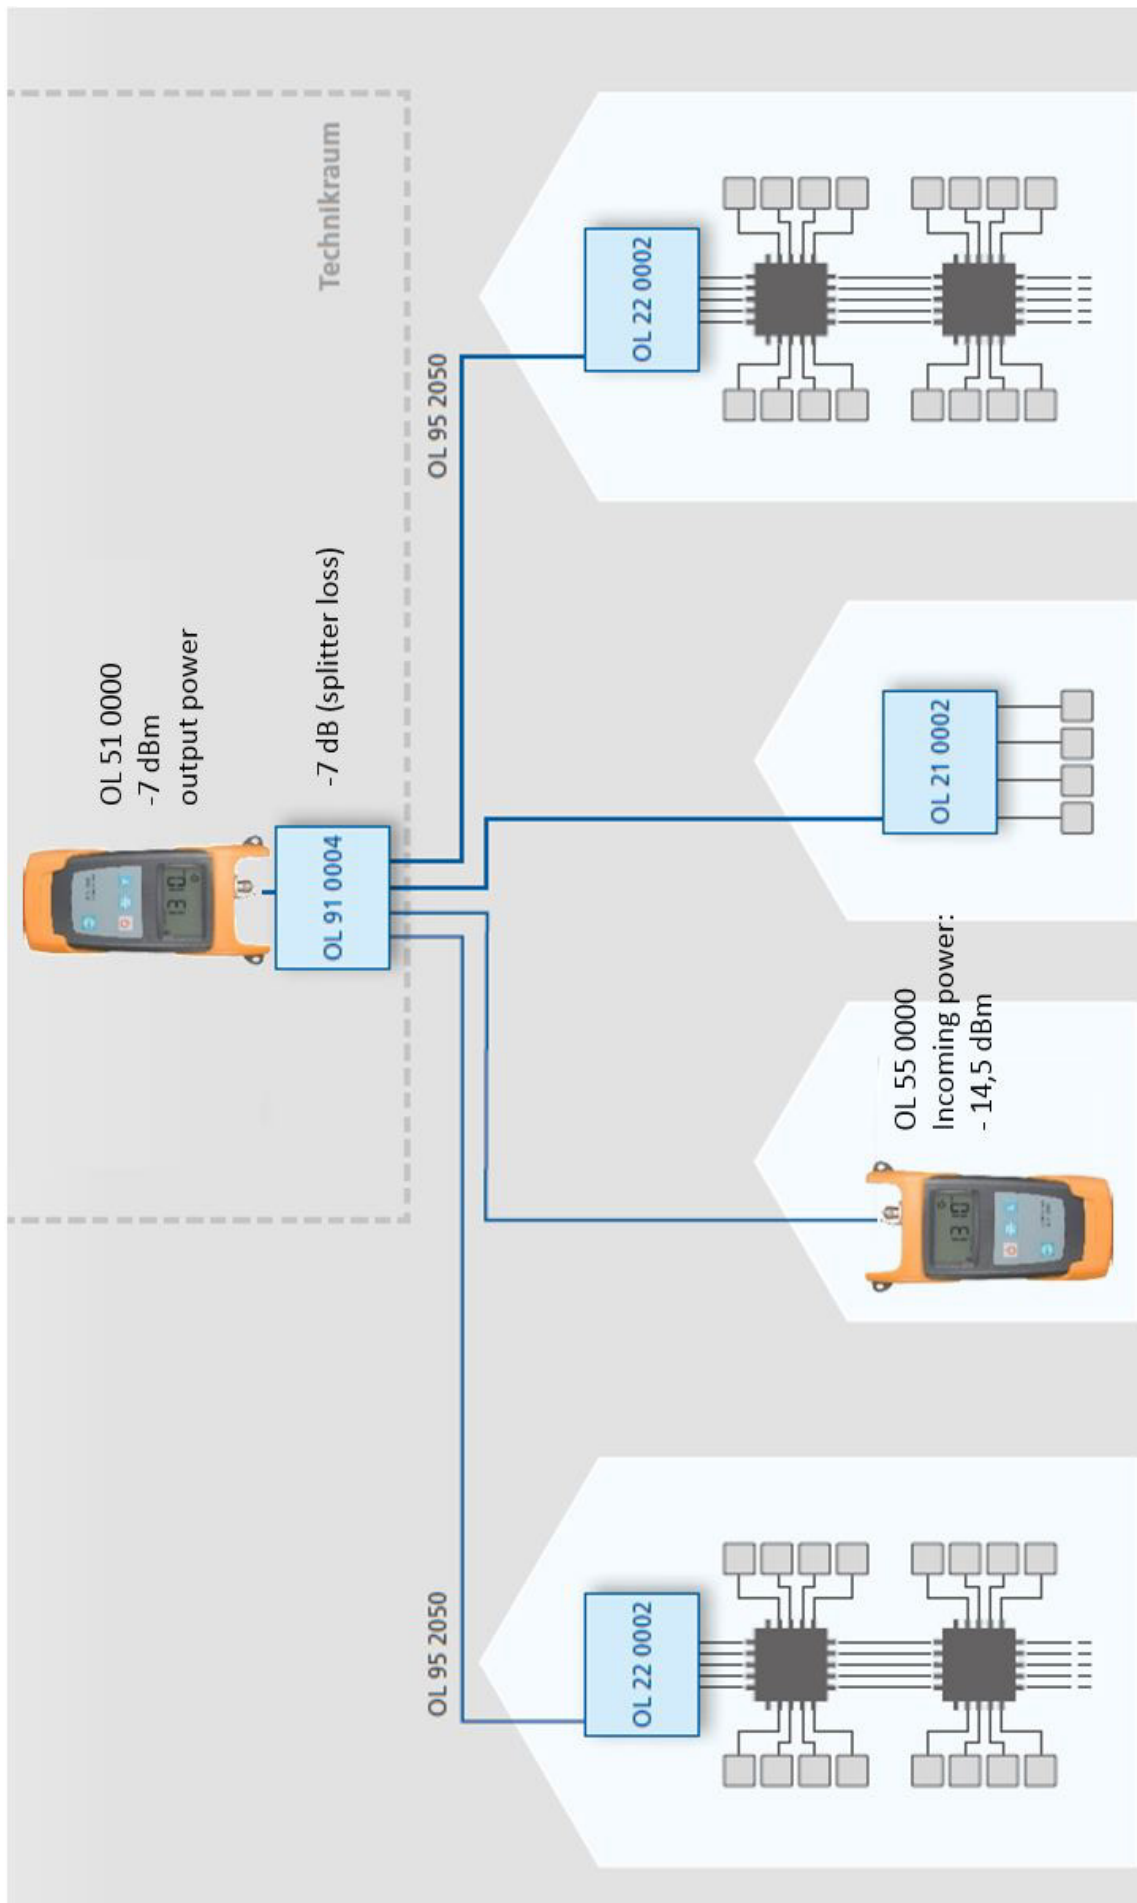 OL 51 0000
-7 dBm
output power
1310
OL 91 0004
-7 dB (splitter loss)
Technikraum
OL 95 2050
OL 95 2050
OL 22 0002
OL 22 0002
OL 21 0002
OL 55 0000
Incoming power:
- 14,5 dBm
1310